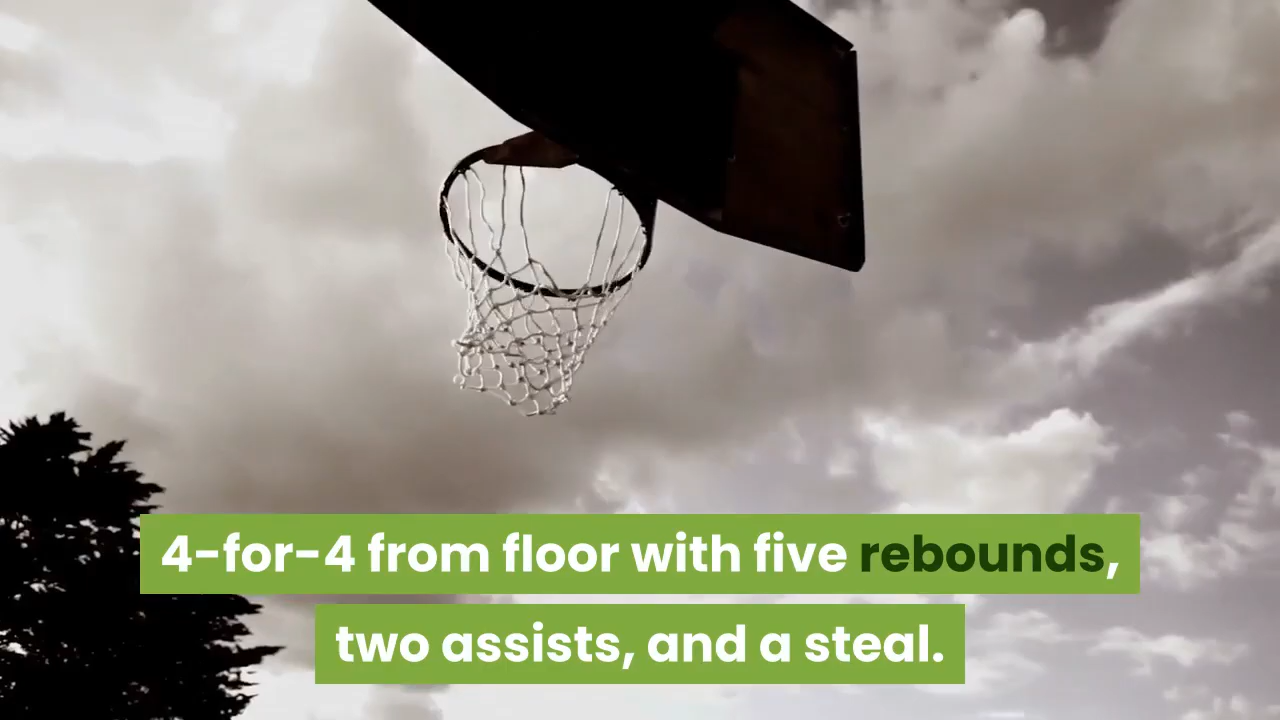 4-for-4 from floor with five rebounds,
two assists, and a steal.